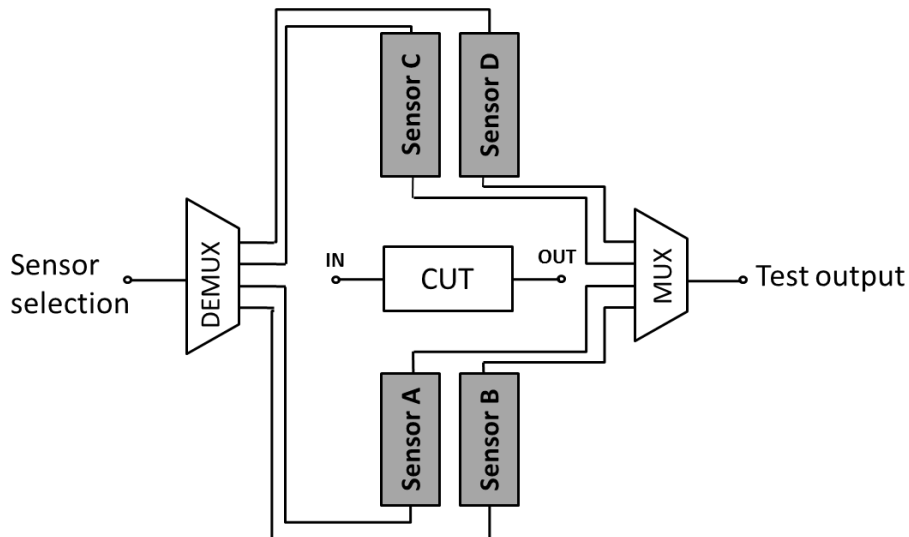 Sensor C
Sensor D
Sensor
selection
DEMUX
IN
CUT
OUT
MUX
Test output
Sensor A
Sensor B